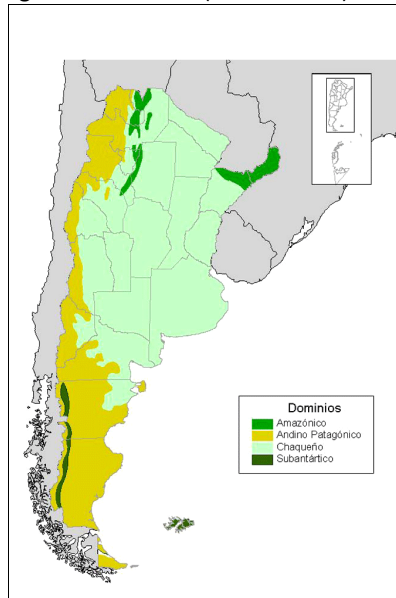 Dominios
Amazónico
Andino Patagónico
Chaqueño
Subantártico